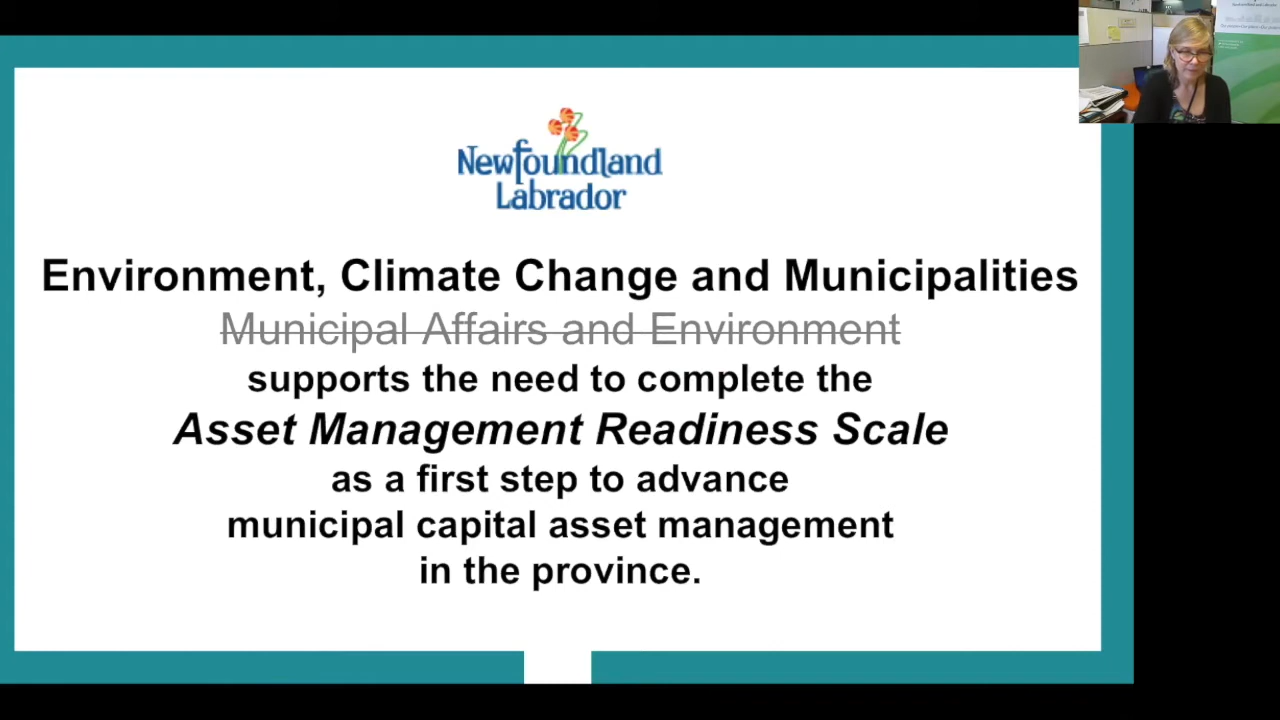 Newfoundland
Labrador
Environment, Climate Change and Municipalities
Municipal Affairs and Environment
supports the need to complete the
Asset Management Readiness Scale
as a first step to advance
municipal capital asset management
in the province.